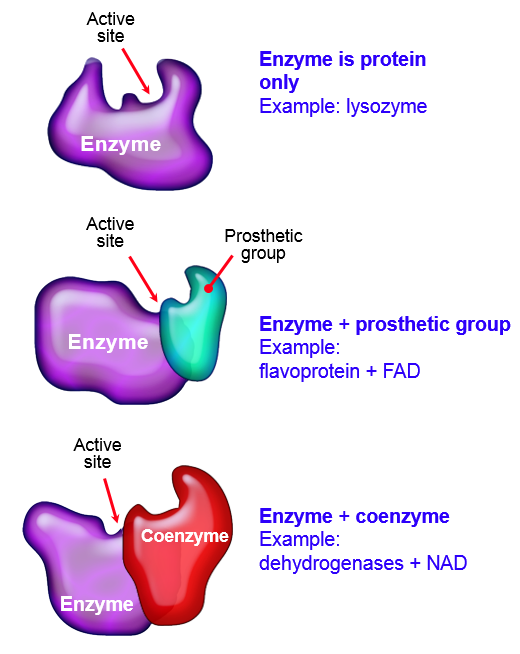 Active
site
Enzyme
Enzyme is protein
only
Example: lysozyme
Active
site
Prosthetic
group
Enzyme
Enzyme + prosthetic group
Example:
flavoprotein + FAD
Active
site
Coenzyme
Enzyme
Enzyme + coenzyme
Example:
dehydrogenases + NAD